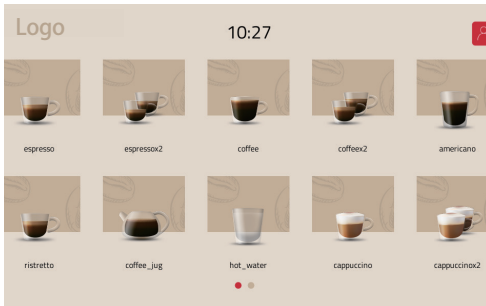 Logo
10:27
espresso
espressox2
coffee
coffeex2
americano
ristretto
coffee_jug
hot_water
cappuccino
cappuccinox2